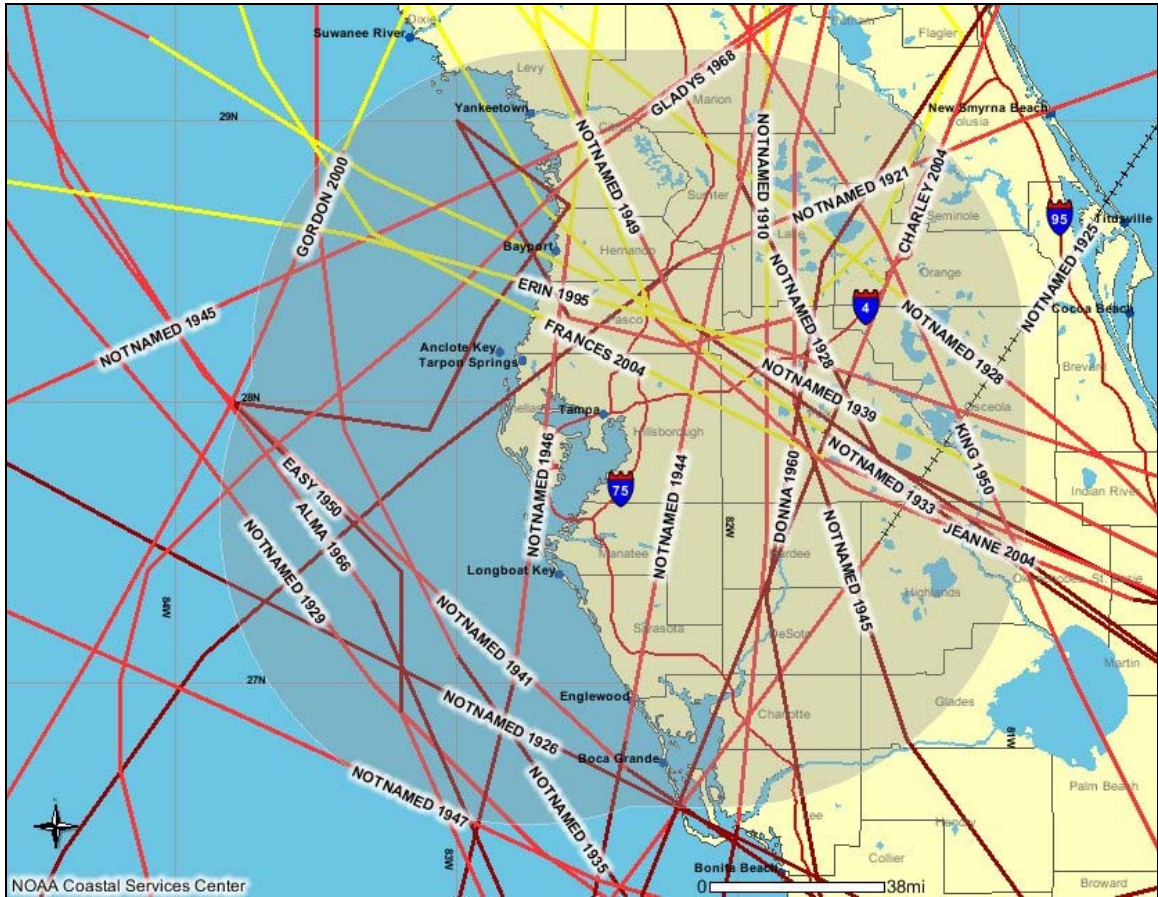 Dixie
Suwanee River
Putnam
Flagler
Levy
GLADYS 1968
Marion
Yankeetown
29N
Citrus
New Smyrna Beach
Volusia
NOTNAMED 1949
NOTNAMED 1910
NOTNAMED 1921
CHARLEY 2004
GORDON 2000
Sumter
Lake
Seminole
95
Titusville
Bayport
Hernando
NOTNAMED 1925
Orange
ERIN 1995
NOTNAMED 1945
Pasco
4
Cocoa Beach
FRANCES 2004
NOTNAMED 1928
NOTNAMED 1928
Anclote Key
Tarpon Springs
Brevard
NOTNAMED 1939
28N
Pinellas
Tampa
Hillsborough
Osceola
KING 1950
NOTNAMED 1946
NOTNAMED 1944
DONNA 1960
NOTNAMED 1933
JEANNE 2004
EASY 1950
ALMA 1966
75
Indian River
82W
NOTNAMED 1929
Manatee
Hardee
NOTNAMED 1945
Longboat Key
Okeechobee
St. Lucie
Highlands
84W
NOTNAMED 1941
Sarasota
DeSoto
Martin
27N
Englewood
Charlotte
Glades
81W
NOTNAMED 1926
Boca Grande
NOTNAMED 1947
NOTNAMED 1935
Palm Beach
Lee
Hendry
83W
Collier
Bonita Beach
Broward
NOAA Coastal Services Center
0 38mi